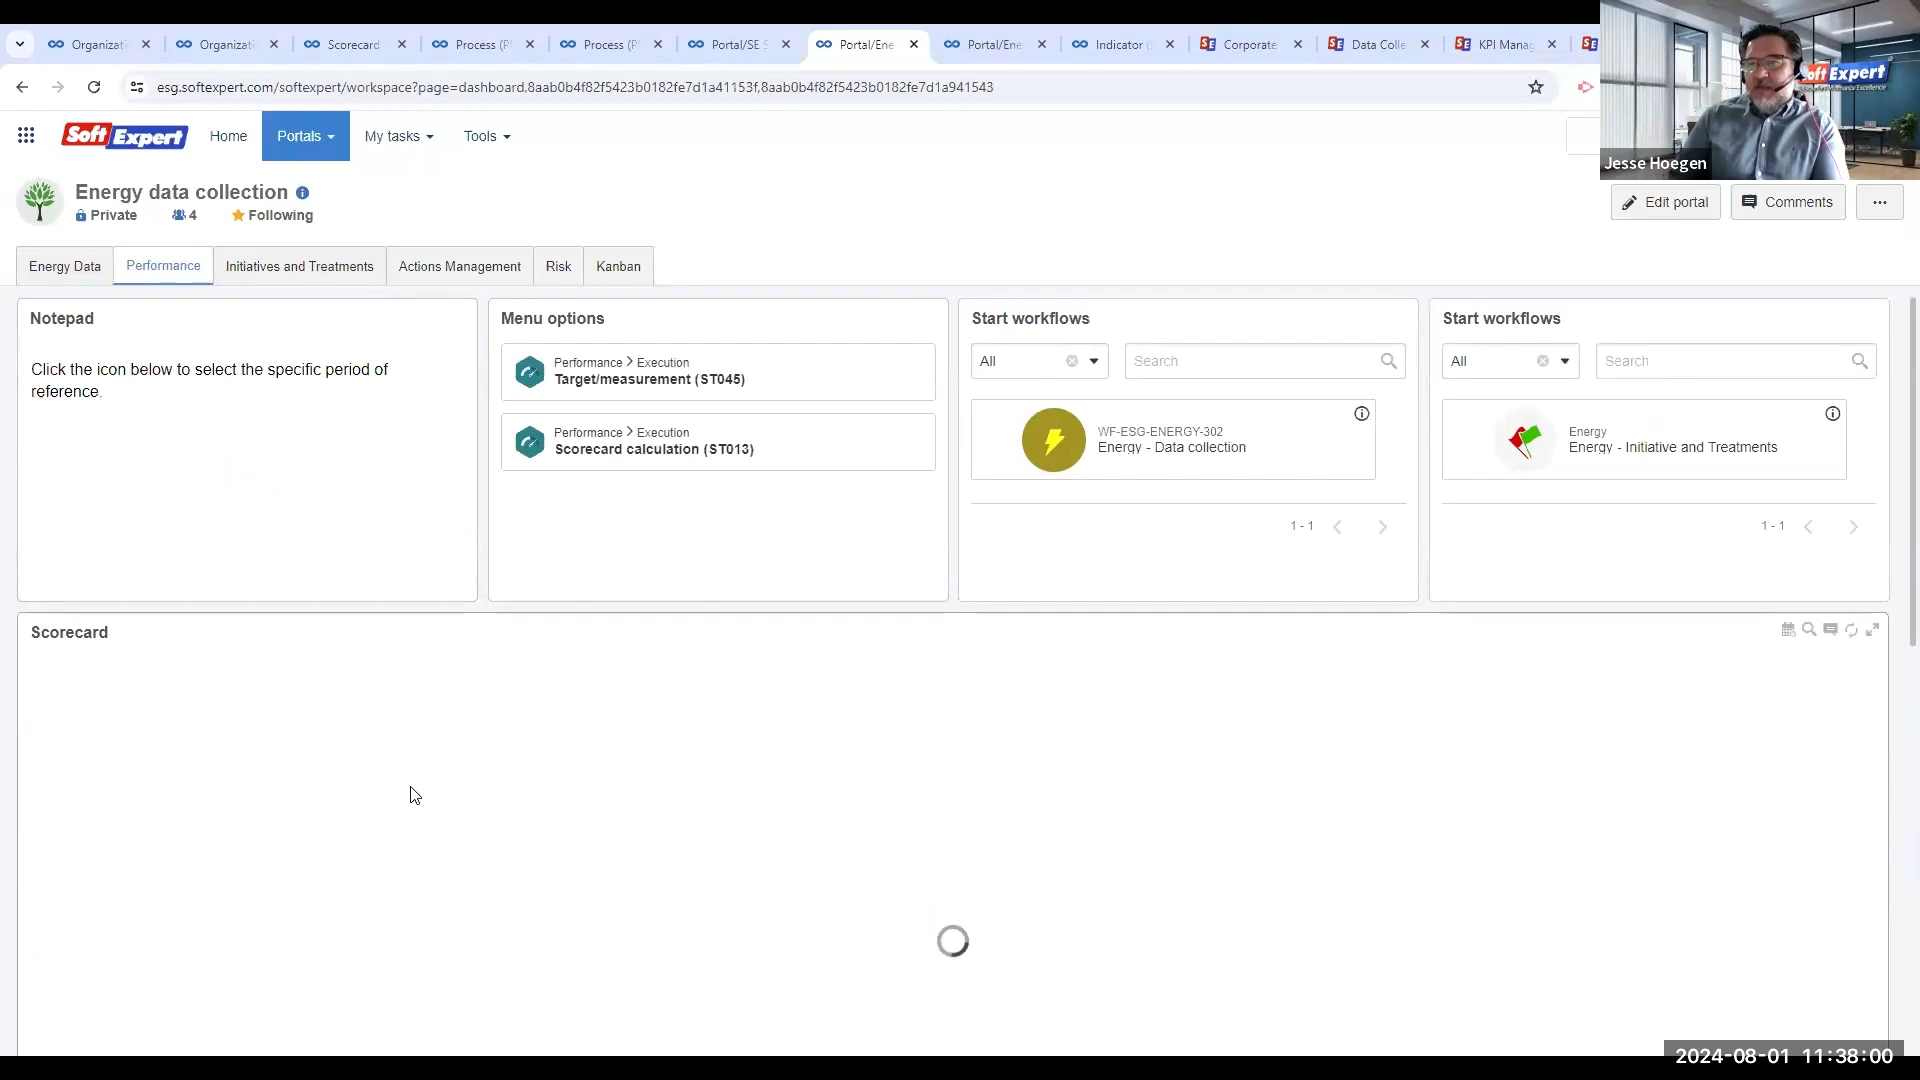 Organizati
Organizati
Scorecard
Process (P
Process (P
Portal/SE S
Portal/Ene
Portal/Ene
Indicator (
Corporate
Data Colle
KPI Manag
esg.softexpert.com/softexpert/workspace?page=dashboard,8aab0b4f82f5423b0182fe7d1a41153f,8aab0b4f82f5423b0182fe7d1a941543
SoftExpert
Home
Portals
My tasks
Tools
Soft Expert
Jesse Hoegen
Energy data collection
Private
4
Following
Edit portal
Comments
Energy Data
Performance
Initiatives and Treatments
Actions Management
Risk
Kanban
Notepad
Click the icon below to select the specific period of
reference.
Menu options
Performance > Execution
Target/measurement (ST045)
Performance > Execution
Scorecard calculation (ST013)
Start workflows
All
Search
WF-ESG-ENERGY-302
Energy - Data collection
1 - 1
Start workflows
All
Search
Energy
Energy - Initiative and Treatments
1 - 1
Scorecard
2024-08-01 11:38:00